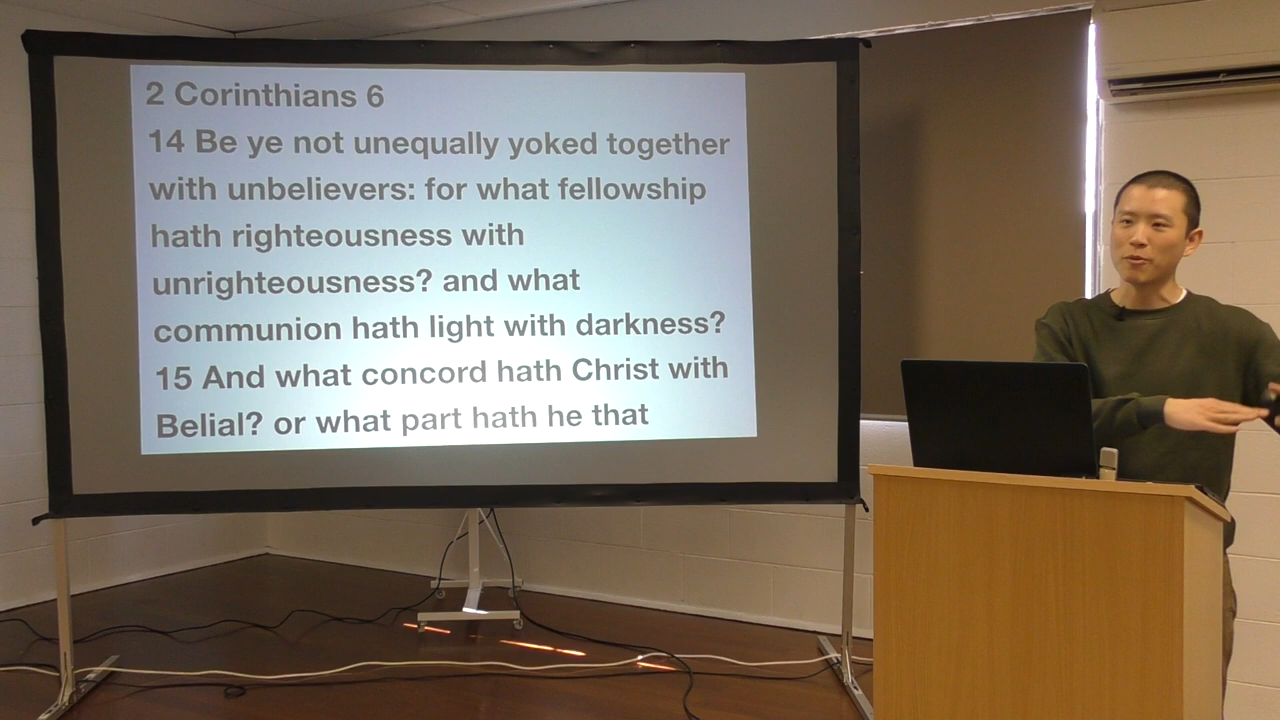 2 Corinthians 6
14 Be ye not unequally yoked together
with unbelievers: for what fellowship
hath righteousness with
unrighteousness? and what
communion hath light with darkness?
15 And what concord hath Christ with
Belial? or what part hath he that